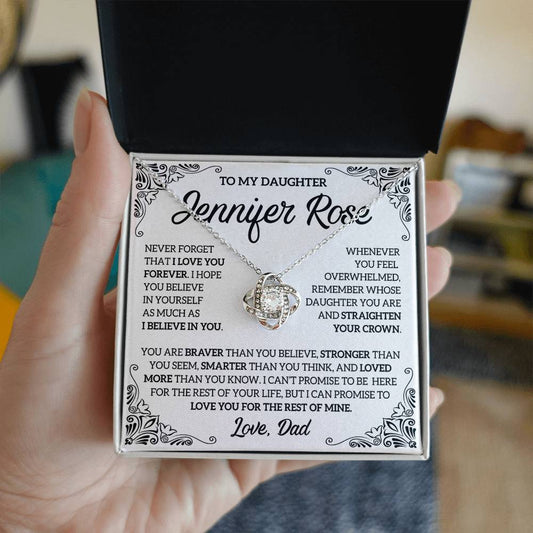 TO MY DAUGHTER
Jennifer Rose
NEVER FORGET
THAT I LOVE YOU
FOREVER. I HOPE
YOU BELIEVE
IN YOURSELF
AS MUCH AS
I BELIEVE IN YOU.
WHENEVER
YOU FEEL
OVERWHELMED,
REMEMBER WHOSE
DAUGHTER YOU ARE
AND STRAIGHTEN
YOUR CROWN.
YOU ARE BRAVER THAN YOU BELIEVE, STRONGER THAN
YOU SEEM, SMARTER THAN YOU THINK, AND LOVED
MORE THAN YOU KNOW. I CAN'T PROMISE TO BE HERE
FOR THE REST OF YOUR LIFE, BUT I CAN PROMISE TO
LOVE YOU FOR THE REST OF MINE.
Love, Dad